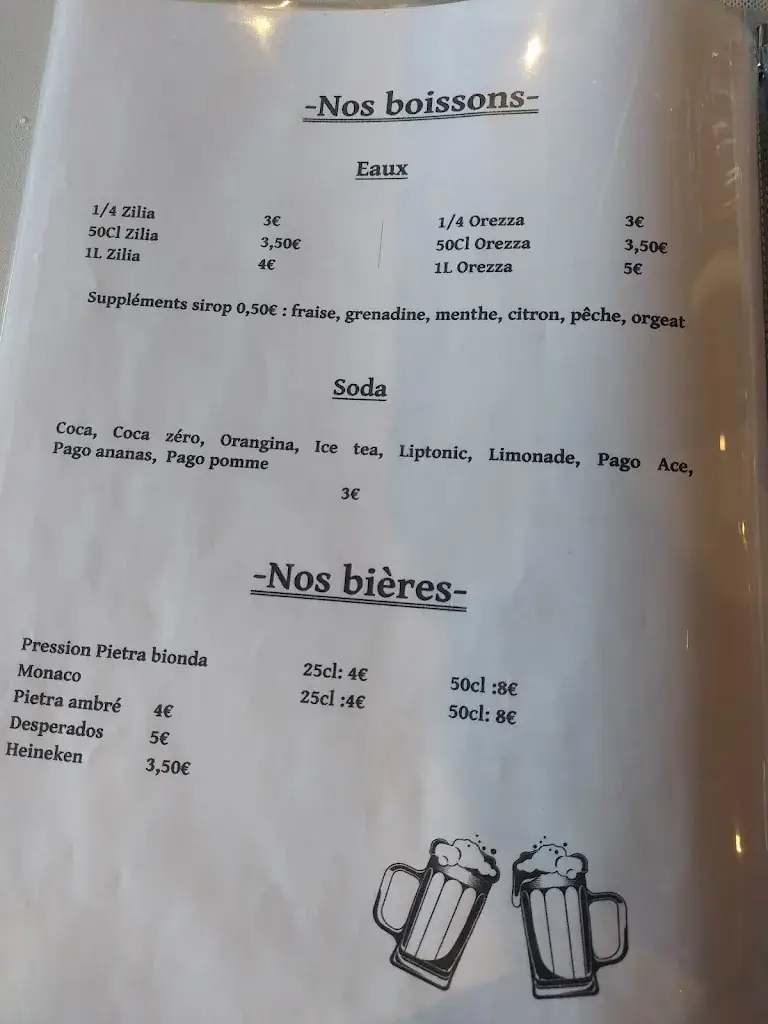 -Nos boissons-
Eaux
1/4 Zilia 3€ 1/4 Orezza 3€
50Cl Zilia 3,50€ 50Cl Orezza 3,50€
1L Zilia 4€ 1L Orezza 5€
Suppléments sirop 0,50€ : fraise, grenadine, menthe, citron, pêche, orgeat
Soda
Coca, Coca zéro, Orangina, Ice tea, Liptonic, Limonade, Pago Ace,
Pago ananas, Pago pomme
3€
-Nos bières-
Pression Pietra bionda 25cl: 4€ 50cl :8€
Monaco 25cl :4€ 50cl: 8€
Pietra ambré 4€
Desperados 5€
Heineken 3,50€